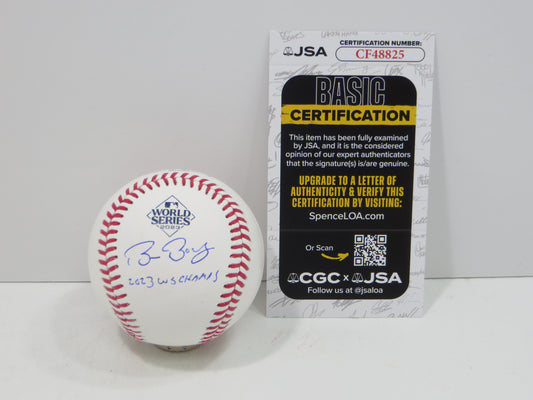 JSA
CERTIFICATION NUMBER:
CF48825
BASIC
CERTIFICATION
This item has been fully examined
by JSA, and it is the considered
opinion of our expert authenticators
that the signature(s) is/are genuine.
UPGRADE TO A LETTER OF
AUTHENTICITY & VERIFY THIS
CERTIFICATION BY VISITING:
SpenceLOA.com
Or Scan
CGC x JSA
Follow us at @jsaloa
WORLD
SERIES
2023
2023 WS CHAMPS